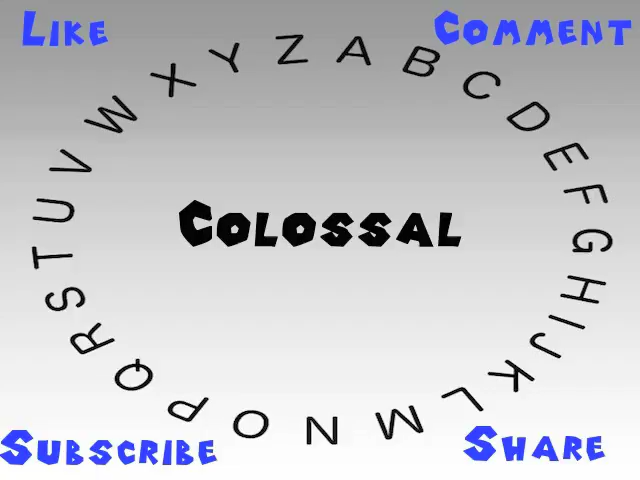 Like
Comment
A B C D E F G H I J K L M N O P Q R S T U V W X Y Z
Colossal
Subscribe
Share